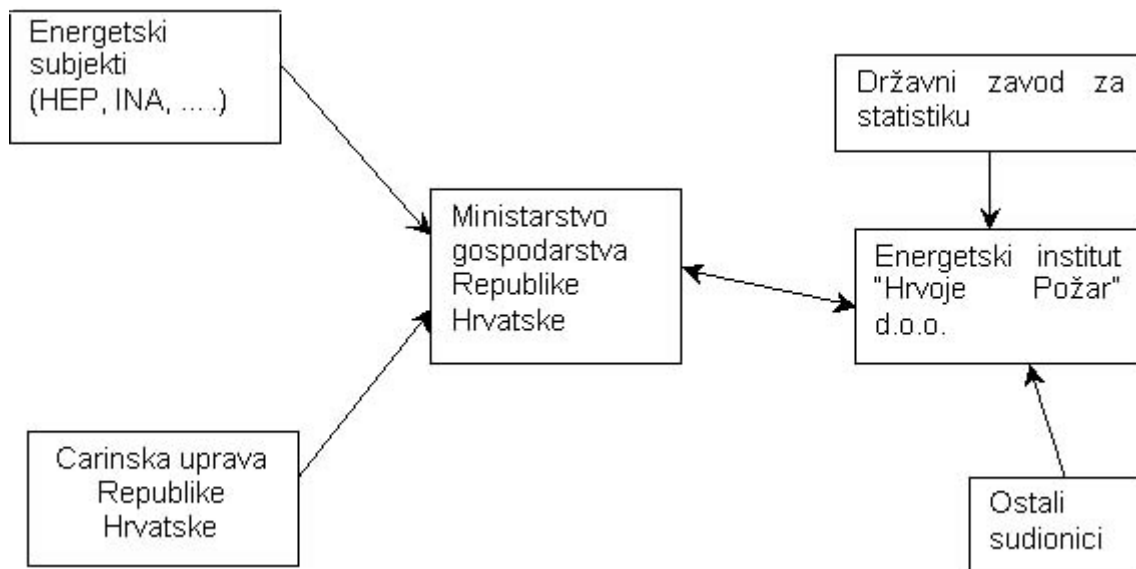 Energetski
subjekti
(HEP, INA, .....)
Državni zavod za
statistiku
Ministarstvo
gospodarstva
Republike
Hrvatske
Energetski institut
"Hrvoje Požar"
d.o.o.
Carinska uprava
Republike
Hrvatske
Ostali
sudionici